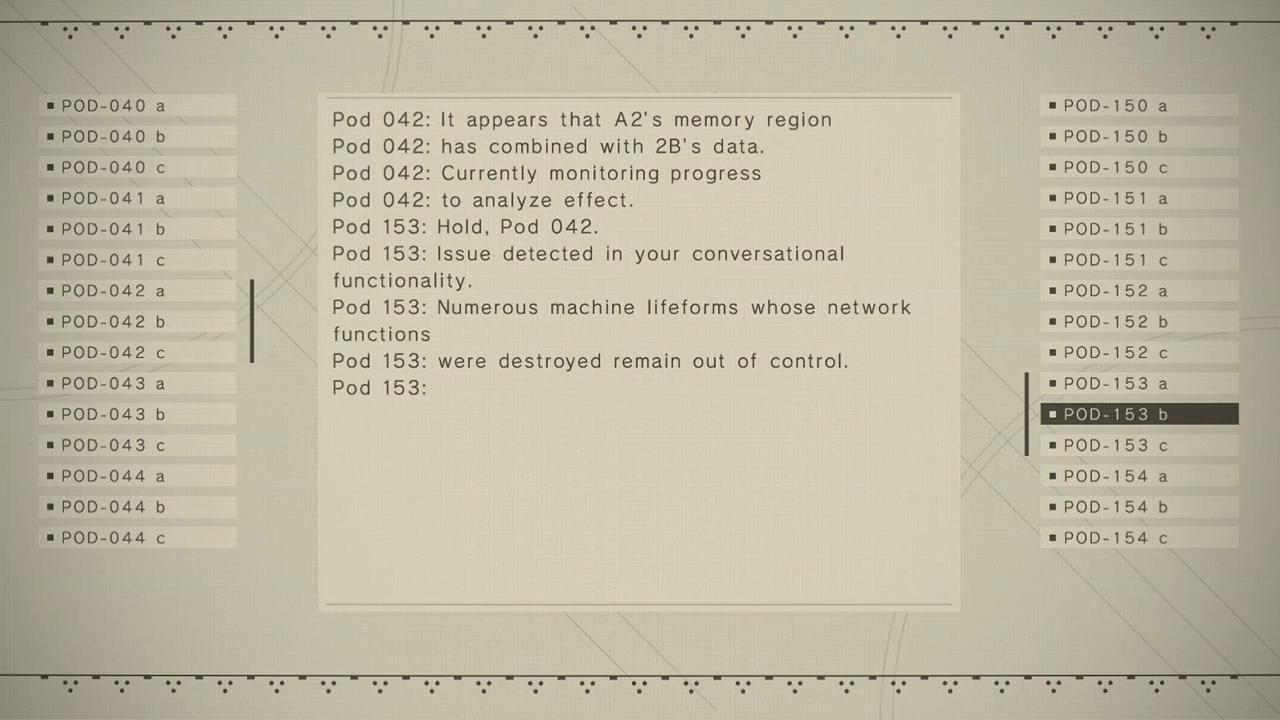 POD-040 a
POD-040 b
POD-040 c
POD-041 a
POD-041 b
POD-041 c
POD-042 a
POD-042 b
POD-042 c
POD-043 a
POD-043 b
POD-043 c
POD-044 a
POD-044 b
POD-044 c
Pod 042: It appears that A2's memory region
Pod 042: has combined with 2B's data.
Pod 042: Currently monitoring progress
Pod 042: to analyze effect.
Pod 153: Hold, Pod 042.
Pod 153: Issue detected in your conversational
functionality.
Pod 153: Numerous machine lifeforms whose network
functions
Pod 153: were destroyed remain out of control.
Pod 153:
POD-150 a
POD-150 b
POD-150 c
POD-151 a
POD-151 b
POD-151 c
POD-152 a
POD-152 b
POD-152 c
POD-153 a
POD-153 b
POD-153 c
POD-154 a
POD-154 b
POD-154 c